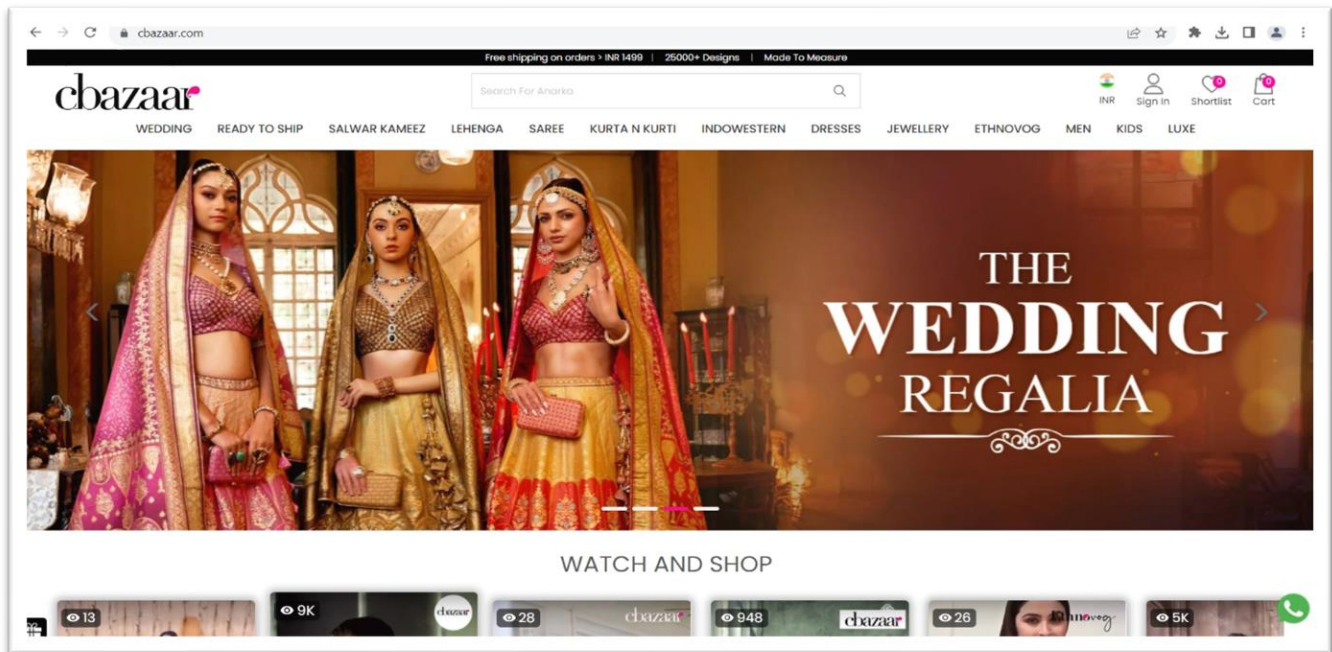 cbazaar.com
Free shipping on orders > INR 1499 | 25000+ Designs | Made To Measure
cbazaar
Search For Anarka
INR
Sign In
0
Shortlist
0
Cart
WEDDING READY TO SHIP SALWAR KAMEEZ LEHENGA SAREE KURTA N KURTI INDOWESTERN DRESSES JEWELLERY ETHNOVOG MEN KIDS LUXE
THE
WEDDING
REGALIA
WATCH AND SHOP
13
9K
cbazaar
28
cbazaar
948
cbazaar
26
Ethnovog
5K